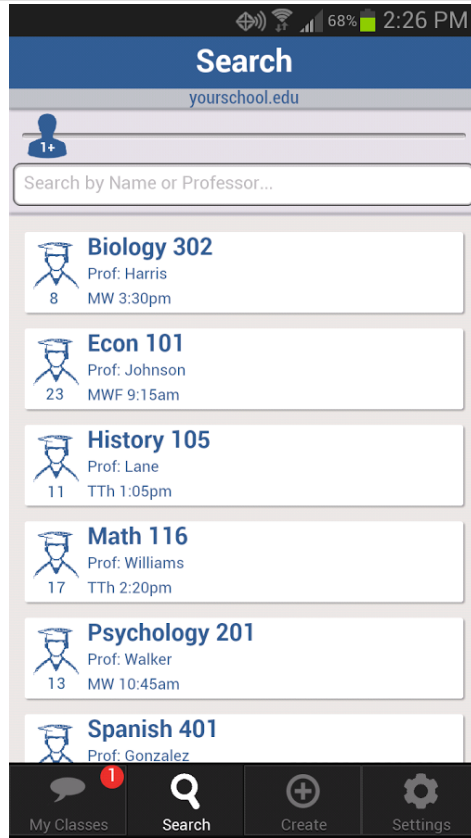 68% 2:26 PM
Search
yourschool.edu
1+
Search by Name or Professor...
Biology 302
Prof: Harris
8 MW 3:30pm
Econ 101
Prof: Johnson
23 MWF 9:15am
History 105
Prof: Lane
11 TTh 1:05pm
Math 116
Prof: Williams
17 TTh 2:20pm
Psychology 201
Prof: Walker
13 MW 10:45am
Spanish 401
Prof: Gonzalez
1
My Classes Search Create Settings